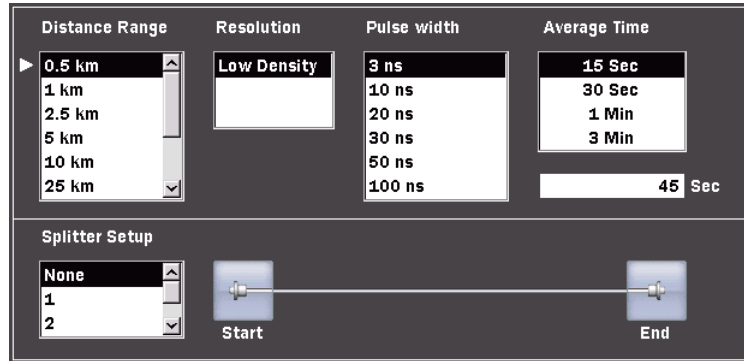 Distance Range
0.5 km
1 km
2.5 km
5 km
10 km
25 km
Resolution
Low Density
Pulse width
3 ns
10 ns
20 ns
30 ns
50 ns
100 ns
Average Time
15 Sec
30 Sec
1 Min
3 Min
45 Sec
Splitter Setup
None
1
2
Start
End